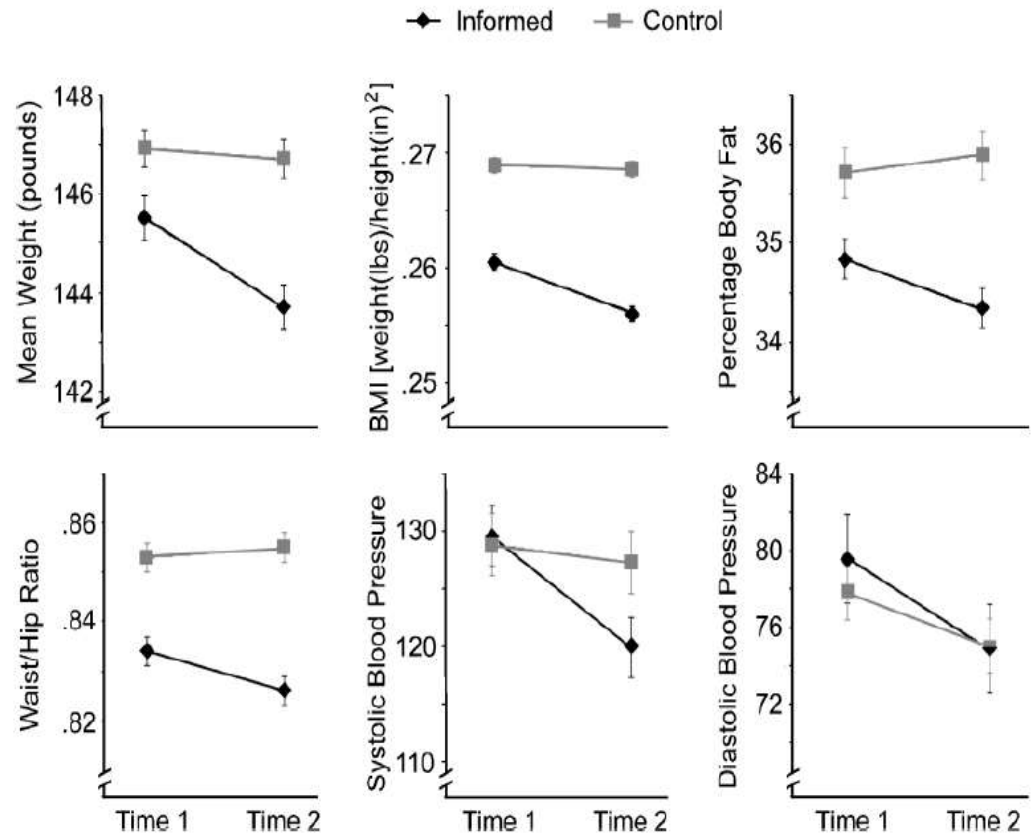 Informed Control
Mean Weight (pounds)
148
146
144
142
BMI [weight(lbs)/height(in)²]
.27
.26
.25
Percentage Body Fat
36
35
34
Waist/Hip Ratio
.86
.84
.82
Time 1 Time 2
Systolic Blood Pressure
130
120
110
Time 1 Time 2
Diastolic Blood Pressure
84
80
76
72
Time 1 Time 2